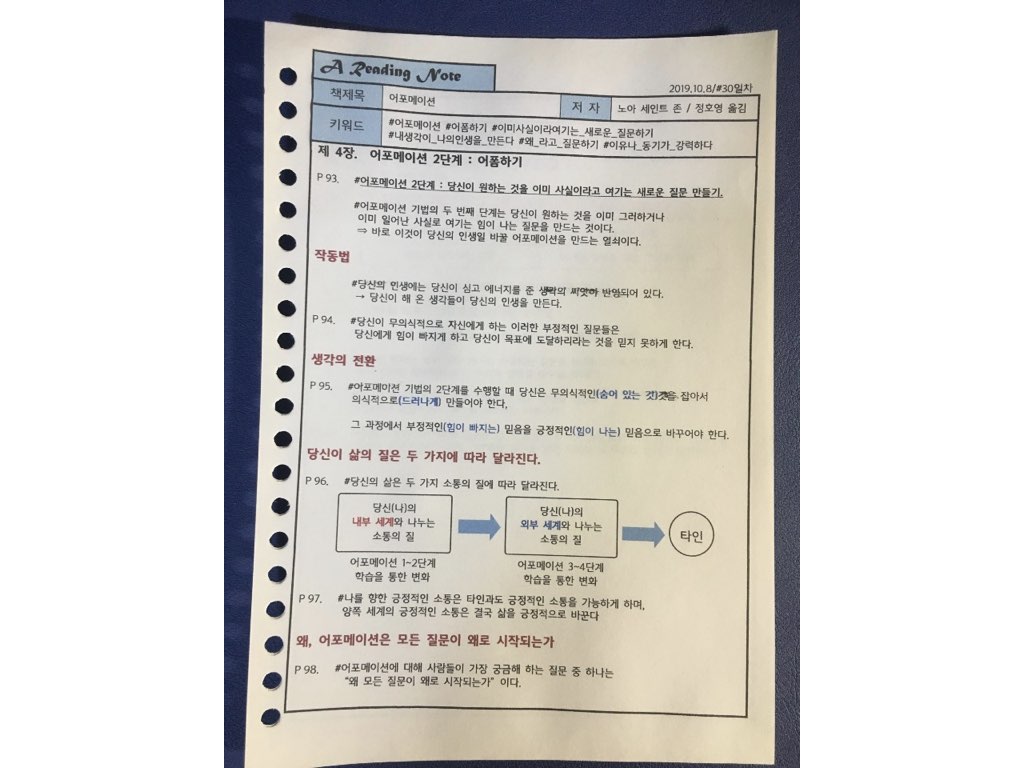 A Reading Note
2019.10.8/#30일차
책제목 어포메이션 저 자 노아 세인트 존 / 정호영 옮김
키워드 #어포메이션 #어폼하기 #이미사실이라여기는_새로운_질문하기
#내생각이_나의인생을_만든다 #왜_라고_질문하기 #이유나_동기가_강력하다
제 4장. 어포메이션 2단계 : 어폼하기
P 93. #어포메이션 2단계 : 당신이 원하는 것을 이미 사실이라고 여기는 새로운 질문 만들기.
#어포메이션 기법의 두 번째 단계는 당신이 원하는 것을 이미 그러하거나
이미 일어난 사실로 여기는 힘이 나는 질문을 만드는 것이다.
⇒ 바로 이것이 당신의 인생일 바꿀 어포메이션을 만드는 열쇠이다.
작동법
#당신의 인생에는 당신이 심고 에너지를 준 생각의 씨앗이 반영되어 있다.
→ 당신이 해 온 생각들이 당신의 인생을 만든다.
P 94. #당신이 무의식적으로 자신에게 하는 이러한 부정적인 질문들은
당신에게 힘이 빠지게 하고 당신이 목표에 도달하리라는 것을 믿지 못하게 한다.
생각의 전환
P 95. #아포메이션 기법의 2단계를 수행할 때 당신은 무의식적인(숨어 있는 것)것을 잡아서
의식적으로(드러나게) 만들어야 한다.
그 과정에서 부정적인(힘이 빠지는) 믿음을 긍정적인(힘이 나는) 믿음으로 바꾸어야 한다.
당신이 삶의 질은 두 가지에 따라 달라진다.
P 96. #당신의 삶은 두 가지 소통의 질에 따라 달라진다.
당신(나)의
내부 세계와 나누는
소통의 질
당신(나)의
외부 세계와 나누는
소통의 질
타인
어포메이션 1~2단계
학습을 통한 변화
어포메이션 3~4단계
학습을 통한 변화
P 97. #나를 향한 긍정적인 소통은 타인과도 긍정적인 소통을 가능하게 하며,
양쪽 세계의 긍정적인 소통은 결국 삶을 긍정적으로 바꾼다
왜, 어포메이션은 모든 질문이 왜로 시작되는가
P 98. #어포메이션에 대해 사람들이 가장 궁금해 하는 질문 중 하나는
"왜 모든 질문이 왜로 시작되는가" 이다.